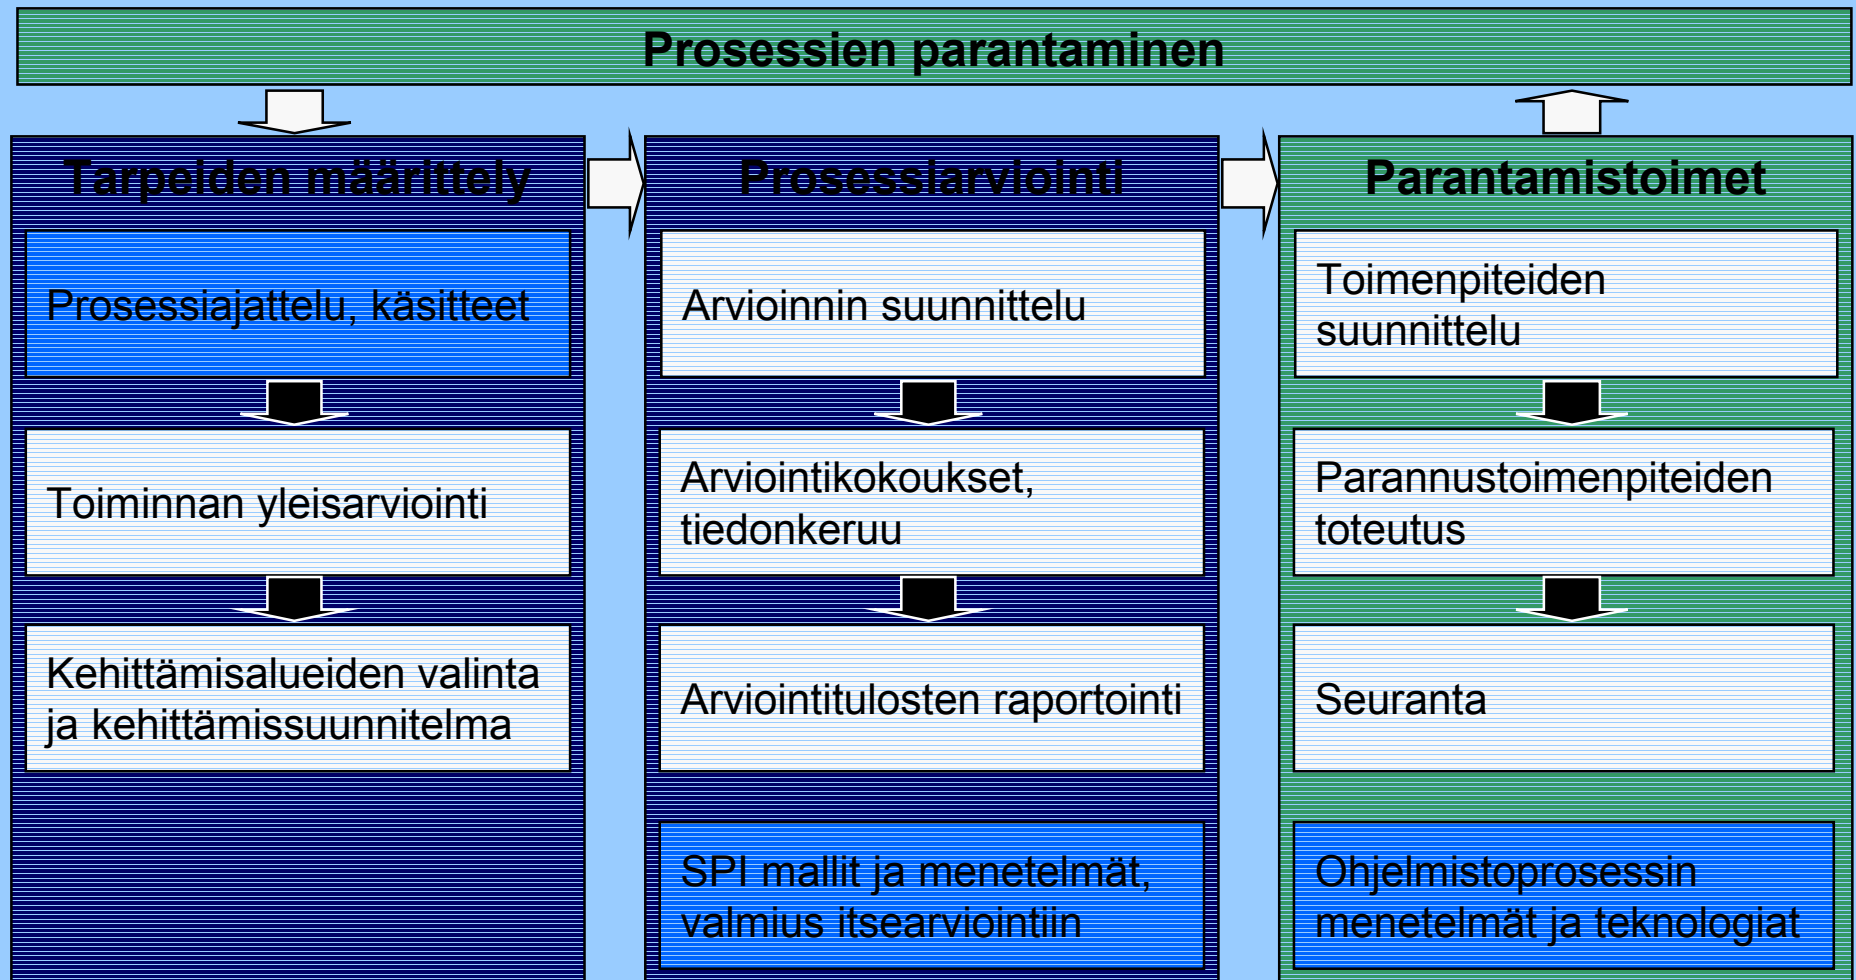 Prosessien parantaminen
Tarpeiden määrittely
Prosessiajattelu, käsitteet
Toiminnan yleisarviointi
Kehittämisalueiden valinta
ja kehittämissuunnitelma
Prosessiarviointi
Arvioinnin suunnittelu
Arviointikokoukset,
tiedonkeruu
Arviointitulosten raportointi
SPI mallit ja menetelmät,
valmius itsearviointiin
Parantamistoimet
Toimenpiteiden
suunnittelu
Parannustoimenpiteiden
toteutus
Seuranta
Ohjelmistoprosessin
menetelmät ja teknologiat